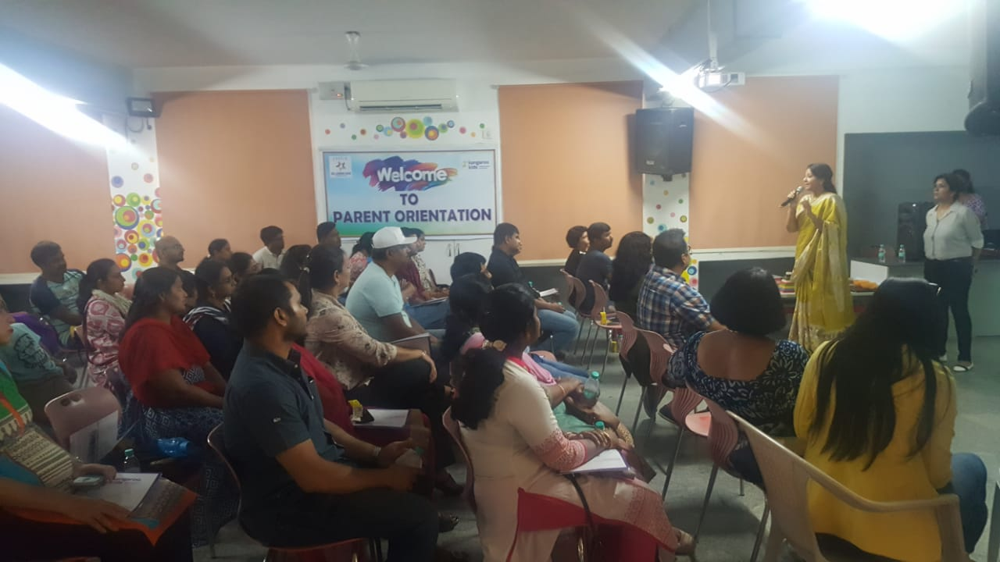 Welcome
kangaroo
kids
TO
PARENT ORIENTATION